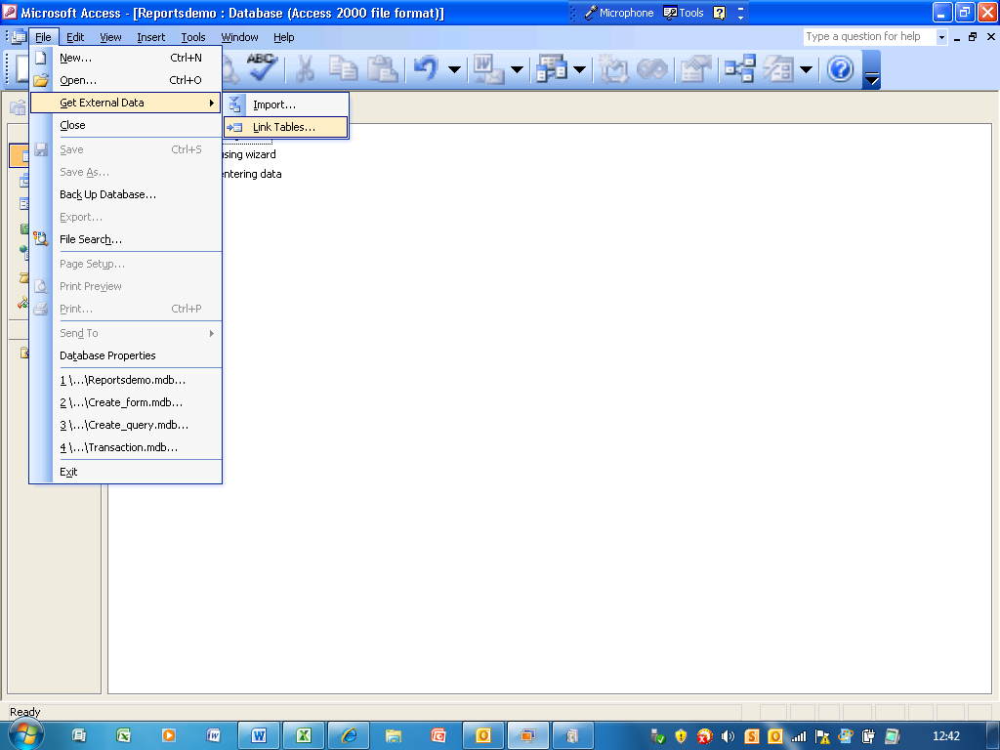 Microsoft Access - [Reportsdemo : Database (Access 2000 file format)]
Microphone Tools ?
File Edit View Insert Tools Window Help
Type a question for help
New... Ctrl+N
Open... Ctrl+O
Get External Data
Close
Save Ctrl+S
Save As...
Back Up Database...
Export...
File Search...
Page Setup...
Print Preview
Print... Ctrl+P
Send To
Database Properties
1 \...\Reportsdemo.mdb...
2 \...\Create_form.mdb...
3 \...\Create_query.mdb...
4 \...\Transaction.mdb...
Exit
Import...
Link Tables...
using wizard
entering data
ABC
Ready
12:42